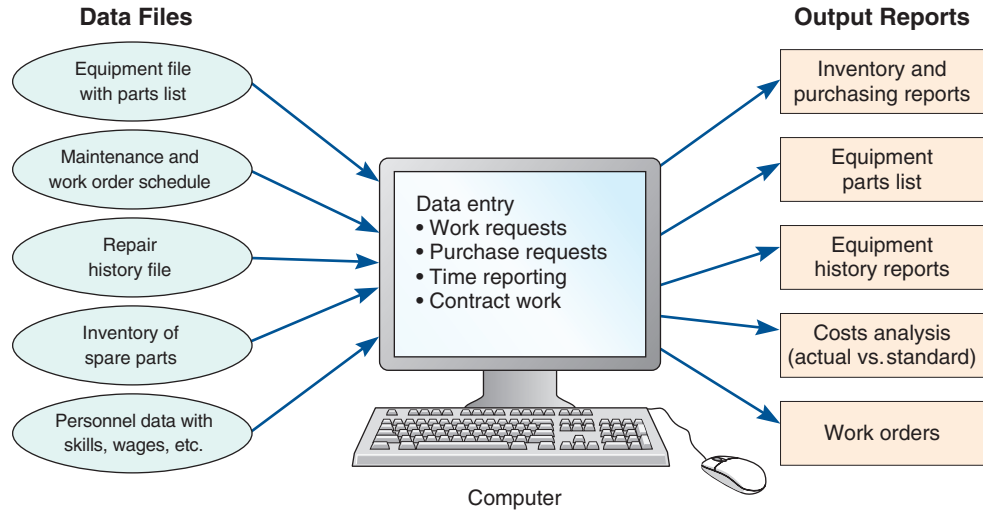 Data Files
Equipment file
with parts list
Maintenance and
work order schedule
Repair
history file
Inventory of
spare parts
Personnel data with
skills, wages, etc.
Data entry
• Work requests
• Purchase requests
• Time reporting
• Contract work
Computer
Output Reports
Inventory and
purchasing reports
Equipment
parts list
Equipment
history reports
Costs analysis
(actual vs. standard)
Work orders